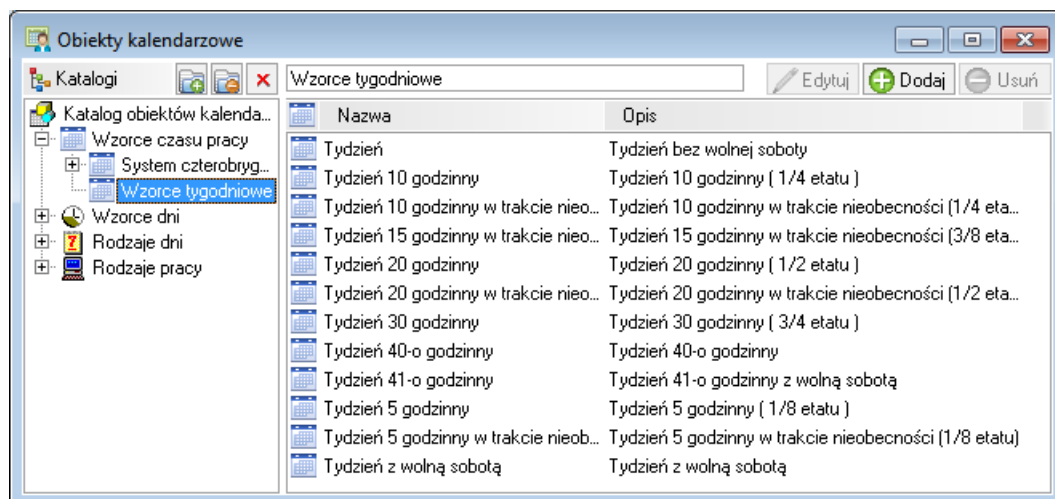 Obiekty kalendarzowe
Katalogi
Wzorce tygodniowe
Edytuj Dodaj Usuń
Katalog obiektów kalenda...
Wzorce czasu pracy
System czterobryg...
Wzorce tygodniowe
Wzorce dni
Rodzaje dni
Rodzaje pracy
Nazwa Opis
Tydzień Tydzień bez wolnej soboty
Tydzień 10 godzinny Tydzień 10 godzinny ( 1/4 etatu )
Tydzień 10 godzinny w trakcie nieo... Tydzień 10 godzinny w trakcie nieobecności (1/4 eta...
Tydzień 15 godzinny w trakcie nieo... Tydzień 15 godzinny w trakcie nieobecności (3/8 eta...
Tydzień 20 godzinny Tydzień 20 godzinny ( 1/2 etatu )
Tydzień 20 godzinny w trakcie nieo... Tydzień 20 godzinny w trakcie nieobecności (1/2 eta...
Tydzień 30 godzinny Tydzień 30 godzinny ( 3/4 etatu )
Tydzień 40-o godzinny Tydzień 40-o godzinny
Tydzień 41-o godzinny Tydzień 41-o godzinny z wolną sobotą
Tydzień 5 godzinny Tydzień 5 godzinny ( 1/8 etatu )
Tydzień 5 godzinny w trakcie nieob... Tydzień 5 godzinny w trakcie nieobecności (1/8 etatu)
Tydzień z wolną sobotą Tydzień z wolną sobotą